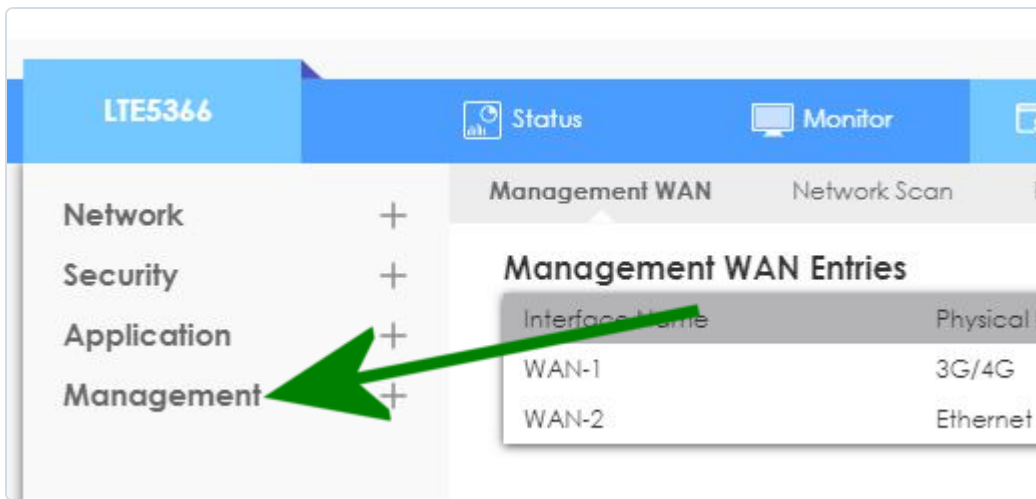 LTE5366
Status
Monitor
Network +
Security +
Application +
Management +
Management WAN
Network Scan
Management WAN Entries
Interface Name
Physical
WAN-1
3G/4G
WAN-2
Ethernet